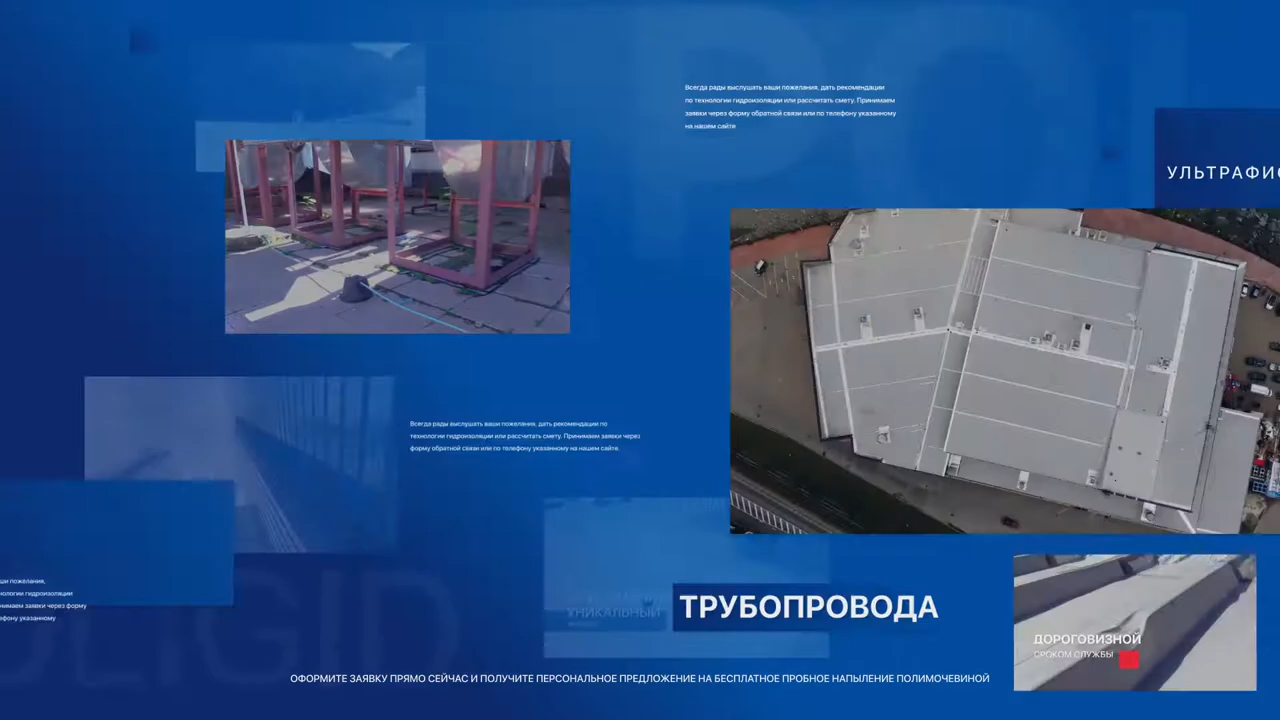 Всегда рады выслушать ваши пожелания, дать рекомендации
по технологии гидроизоляции или рассчитать смету. Принимаем
заявки через форму обратной связи или по телефону указанному
на нашем сайте
УЛЬТРАФИО
Всегда рады выслушать ваши пожелания, дать рекомендации по
технологии гидроизоляции или рассчитать смету. Принимаем заявки через
форму обратной связи или по телефону указанному на нашем сайте.
ши пожелания,
нологии гидроизоляции
нимаем заявки через форму
ефону указанному
УНИКАЛЬНЫЙ
ТРУБОПРОВОДА
ДОРОГОВИЗНОЙ
СРОКОМ СЛУЖБЫ
ОФОРМИТЕ ЗАЯВКУ ПРЯМО СЕЙЧАС И ПОЛУЧИТЕ ПЕРСОНАЛЬНОЕ ПРЕДЛОЖЕНИЕ НА БЕСПЛАТНОЕ ПРОБНОЕ НАПЫЛЕНИЕ ПОЛИМОЧЕВИНОЙ